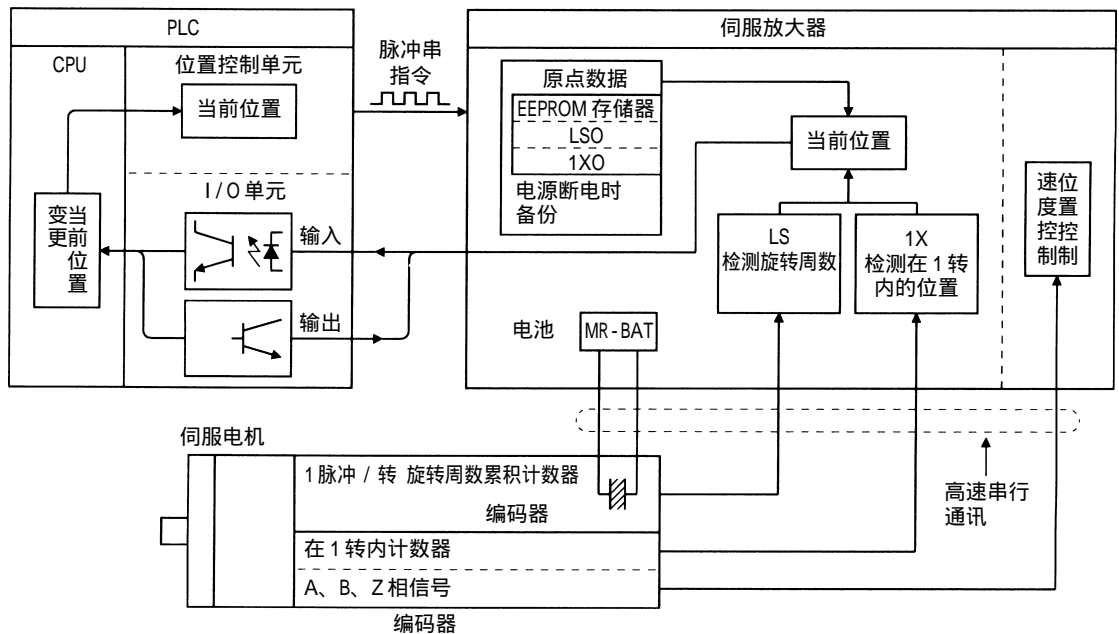 PLC
CPU
位置控制单元
当前位置
I/O 单元
当前位置
变更
输入
输出
脉冲串
指令
伺服放大器
原点数据
EEPROM 存储器
LSO
1XO
电源断电时
备份
当前位置
LS
检测旋转周数
1X
检测在 1 转
内的位置
位置控制
速度控制
电池
MR-BAT
高速串行
通讯
伺服电机
1 脉冲 / 转 旋转周数累积计数器
编码器
在 1 转内计数器
A、B、Z 相信号
编码器